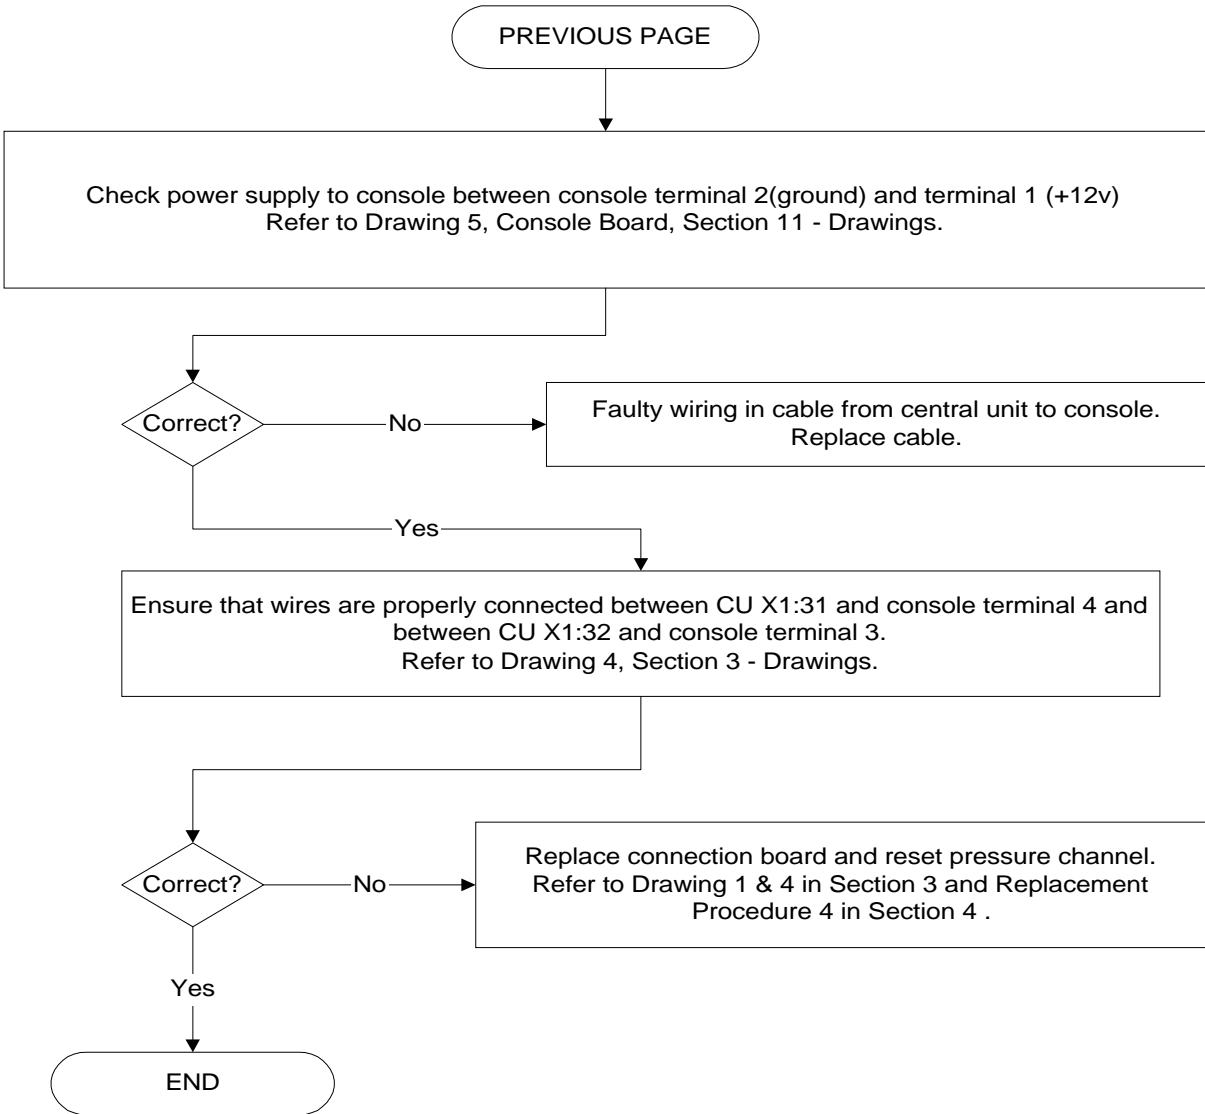 PREVIOUS PAGE
Check power supply to console between console terminal 2(ground) and terminal 1 (+12v)
Refer to Drawing 5, Console Board, Section 11 - Drawings.
Correct?
No
Faulty wiring in cable from central unit to console.
Replace cable.
Yes
Ensure that wires are properly connected between CU X1:31 and console terminal 4 and
between CU X1:32 and console terminal 3.
Refer to Drawing 4, Section 3 - Drawings.
Correct?
No
Replace connection board and reset pressure channel.
Refer to Drawing 1 & 4 in Section 3 and Replacement
Procedure 4 in Section 4 .
Yes
END